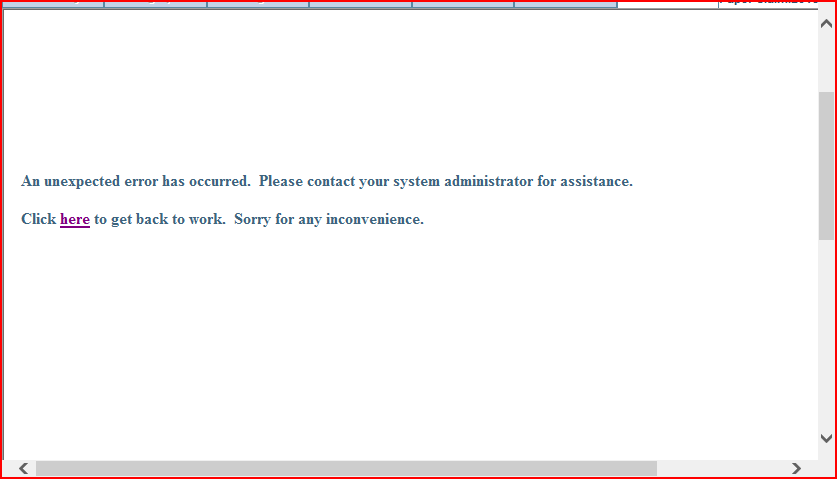 An unexpected error has occurred.  Please contact your system administrator for assistance.
Click here to get back to work.  Sorry for any inconvenience.